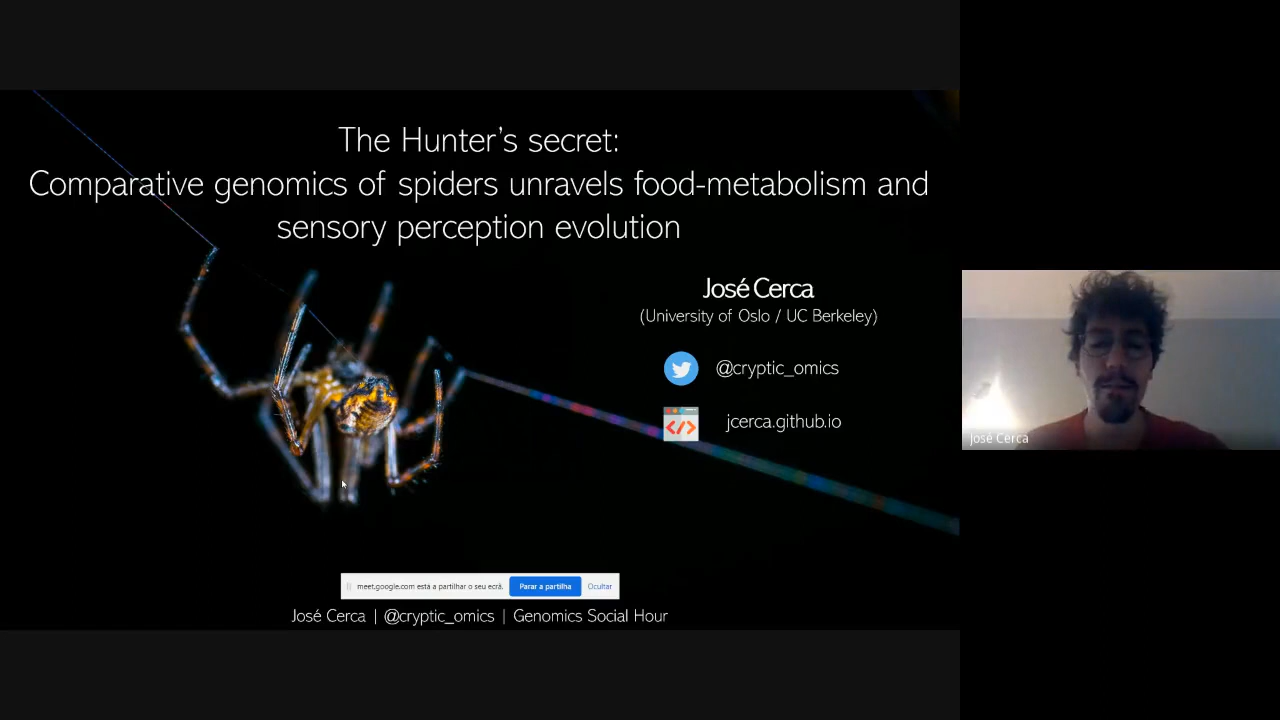 The Hunter's secret:
Comparative genomics of spiders unravels food-metabolism and
sensory perception evolution
José Cerca
(University of Oslo / UC Berkeley)
@cryptic_omics
jcerca.github.io
José Cerca
meet.google.com está a partilhar o seu ecrã. Parar a partilha Ocultar
José Cerca | @cryptic_omics | Genomics Social Hour